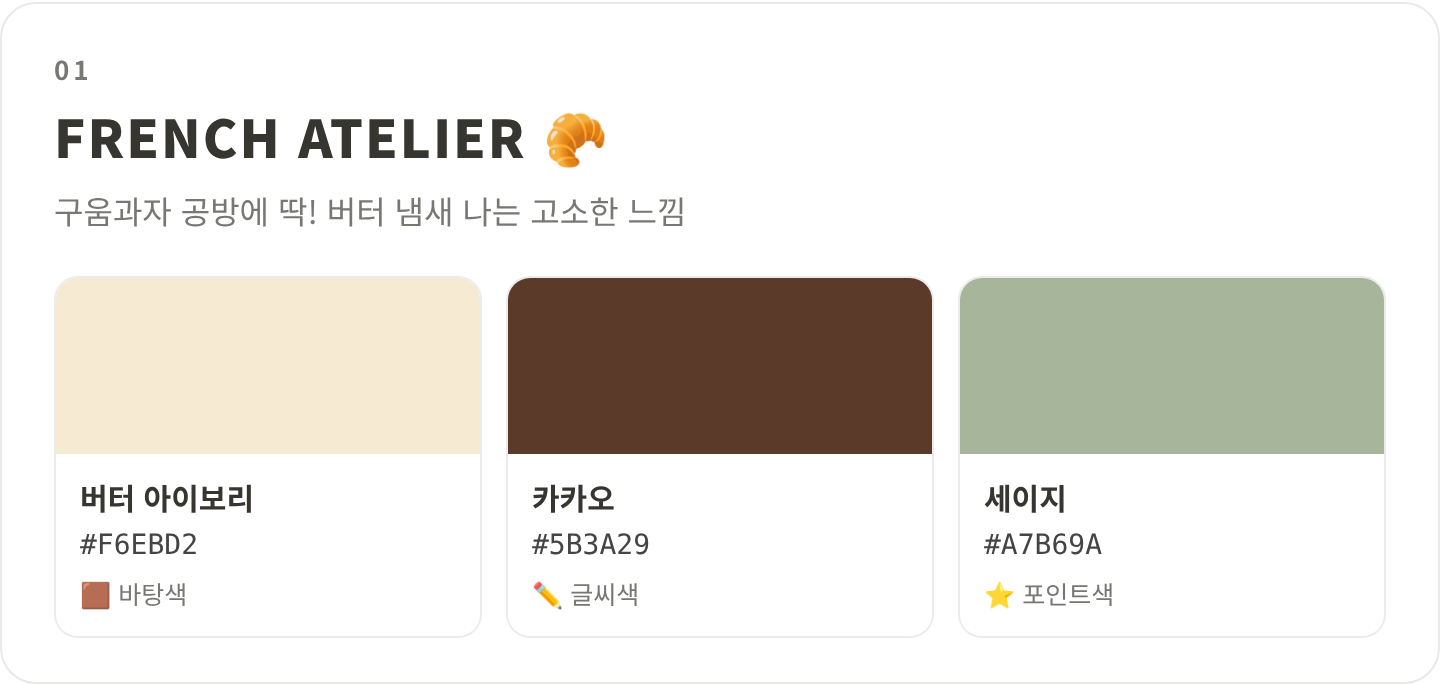 01
FRENCH ATELIER 🥐
구움과자 공방에 딱! 버터 냄새 나는 고소한 느낌
버터 아이보리
#F6EBD2
🟫 바탕색
카카오
#5B3A29
✏️ 글씨색
세이지
#A7B69A
⭐ 포인트색